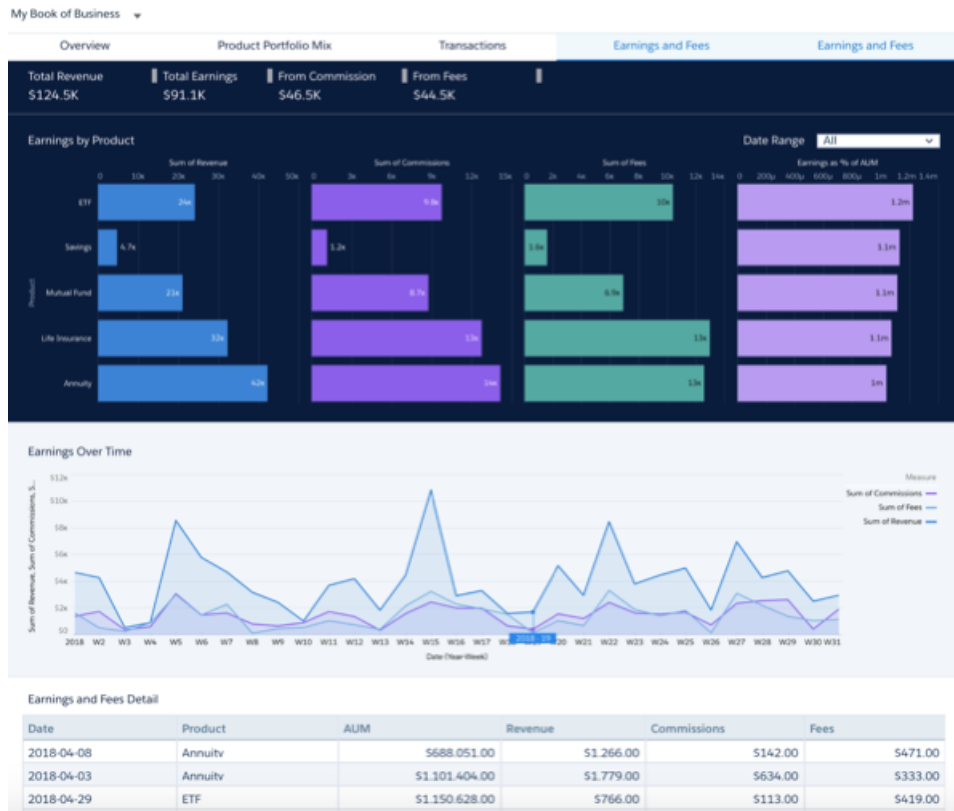 My Book of Business
Overview Product Portfolio Mix Transactions Earnings and Fees Earnings and Fees
Total Revenue Total Earnings From Commission From Fees
$124.5K $91.1K $46.5K $44.5K
Earnings by Product Date Range All
Sum of Revenue Sum of Commissions Sum of Fees Earnings as % of AUM
0 10k 20k 30k 40k 50k 0 3k 6k 9k 12k 15k 0 2k 4k 6k 8k 10k 12k 14k 0 200µ 400µ 600µ 800µ 1m 1.2m 1.4m
Product
ETF 24k 9.8k 10k 1.2m
Savings 4.7k 1.2k 1.6k 1.1m
Mutual Fund 21k 8.7k 6.9k 1.1m
Life Insurance 32k 13k 13k 1.1m
Annuity 42k 14k 13k 1m
Earnings Over Time
Sum of Revenue, Sum of Commissions, S...
$12k
$10k
$8k
$6k
$4k
$2k
$0
Measure
Sum of Commissions
Sum of Fees
Sum of Revenue
2018 W2 W3 W4 W5 W6 W7 W8 W9 W10 W11 W12 W13 W14 W15 W16 W17 2018 - 19 20 W21 W22 W23 W24 W25 W26 W27 W28 W29 W30 W31
Date (Year-Week)
Earnings and Fees Detail
Date Product AUM Revenue Commissions Fees
2018-04-08 Annuity $688,051.00 $1,266.00 $142.00 $471.00
2018-04-03 Annuity $1,101,404.00 $1,779.00 $634.00 $333.00
2018-04-29 ETF $1,150,628.00 $766.00 $113.00 $419.00